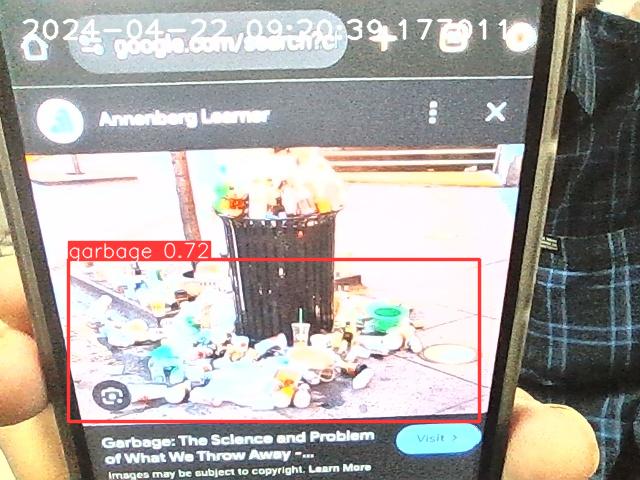 2024-04-22 09:20:39.177011
google.com/search?
Annenberg Learner
garbage 0.72
Garbage: The Science and Problem
of What We Throw Away -...
Visit >
Images may be subject to copyright. Learn More